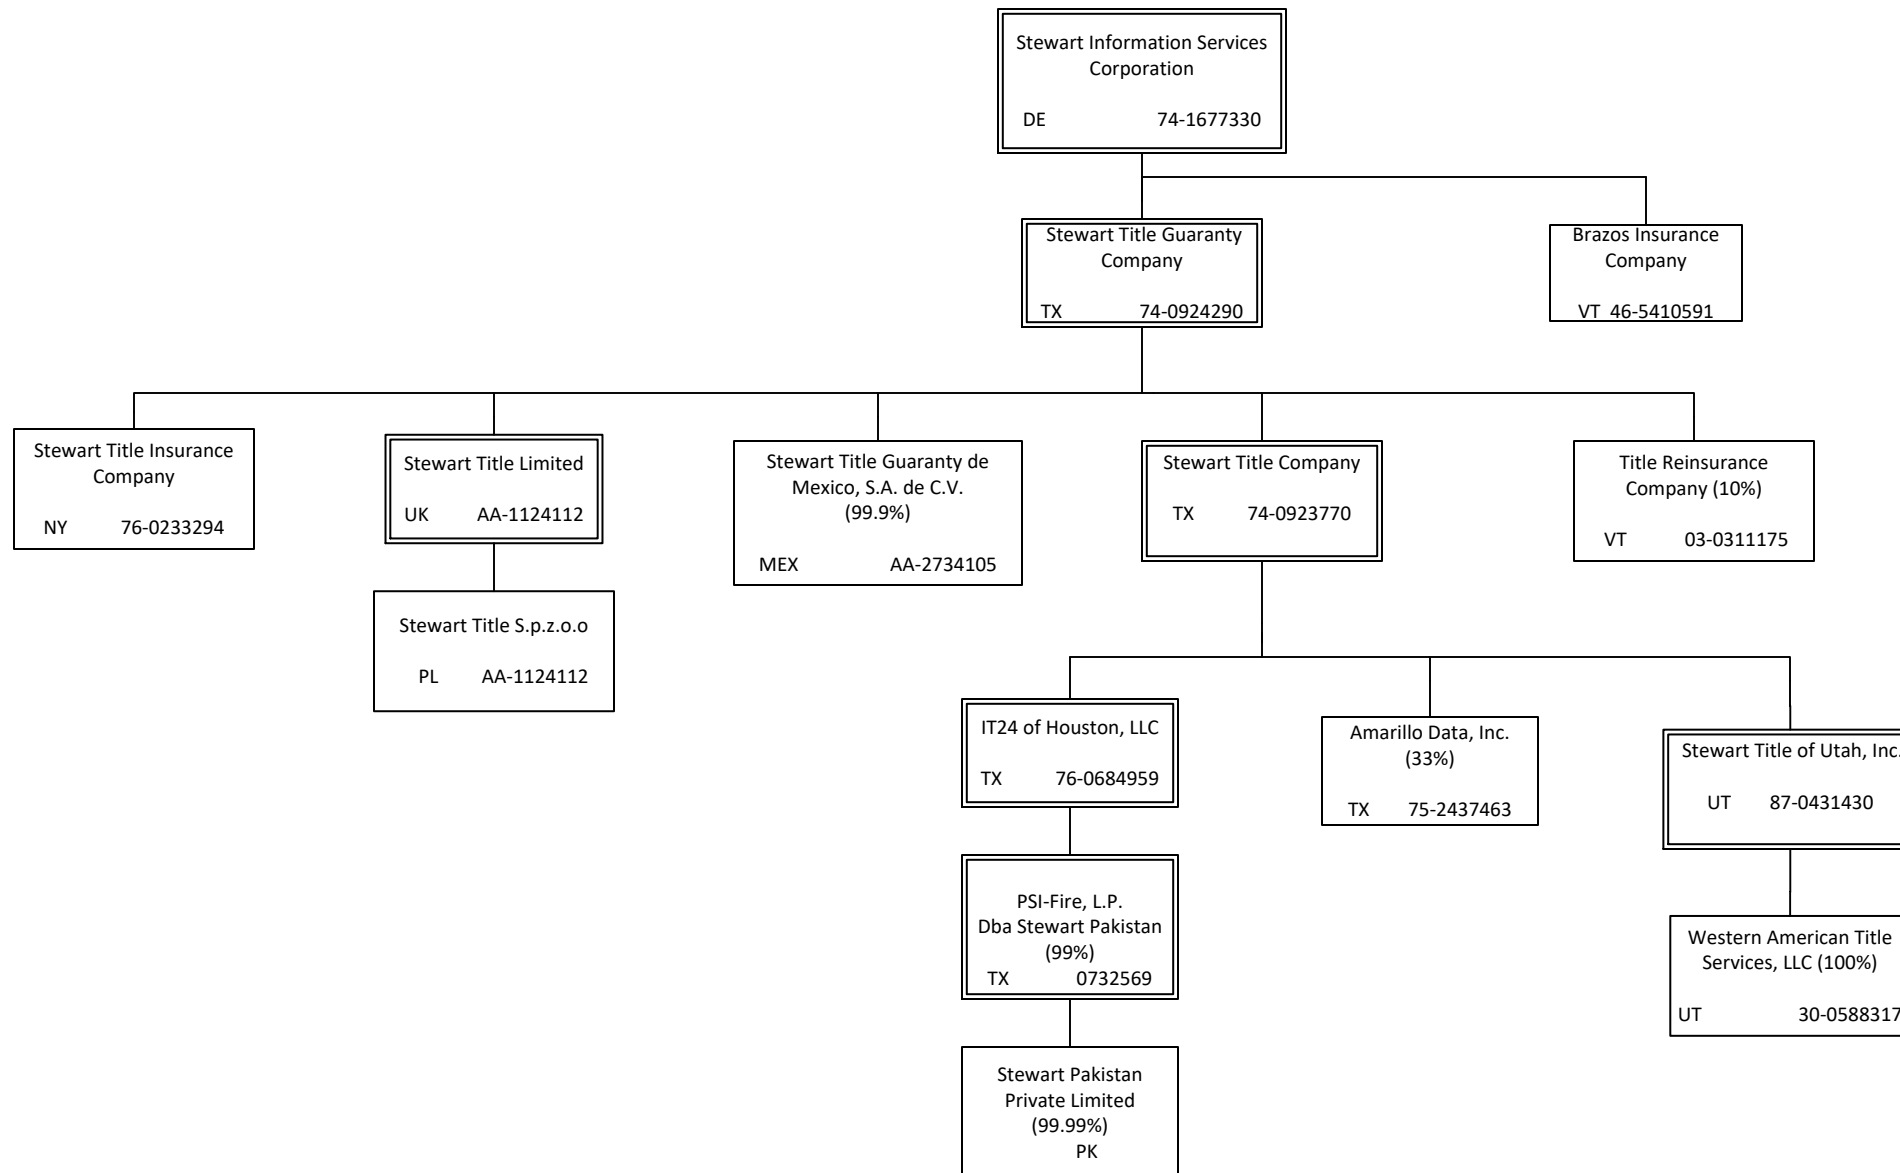 Stewart Information Services
Corporation
DE 74-1677330
Stewart Title Guaranty
Company
TX 74-0924290
Brazos Insurance
Company
VT 46-5410591
Stewart Title Insurance
Company
NY 76-0233294
Stewart Title Limited
UK AA-1124112
Stewart Title Guaranty de
Mexico, S.A. de C.V.
(99.9%)
MEX AA-2734105
Stewart Title Company
TX 74-0923770
Title Reinsurance
Company (10%)
VT 03-0311175
Stewart Title S.p.z.o.o
PL AA-1124112
IT24 of Houston, LLC
TX 76-0684959
Amarillo Data, Inc.
(33%)
TX 75-2437463
Stewart Title of Utah, Inc.
UT 87-0431430
PSI-Fire, L.P.
Dba Stewart Pakistan
(99%)
TX 0732569
Western American Title
Services, LLC (100%)
UT 30-0588317
Stewart Pakistan
Private Limited
(99.99%)
PK